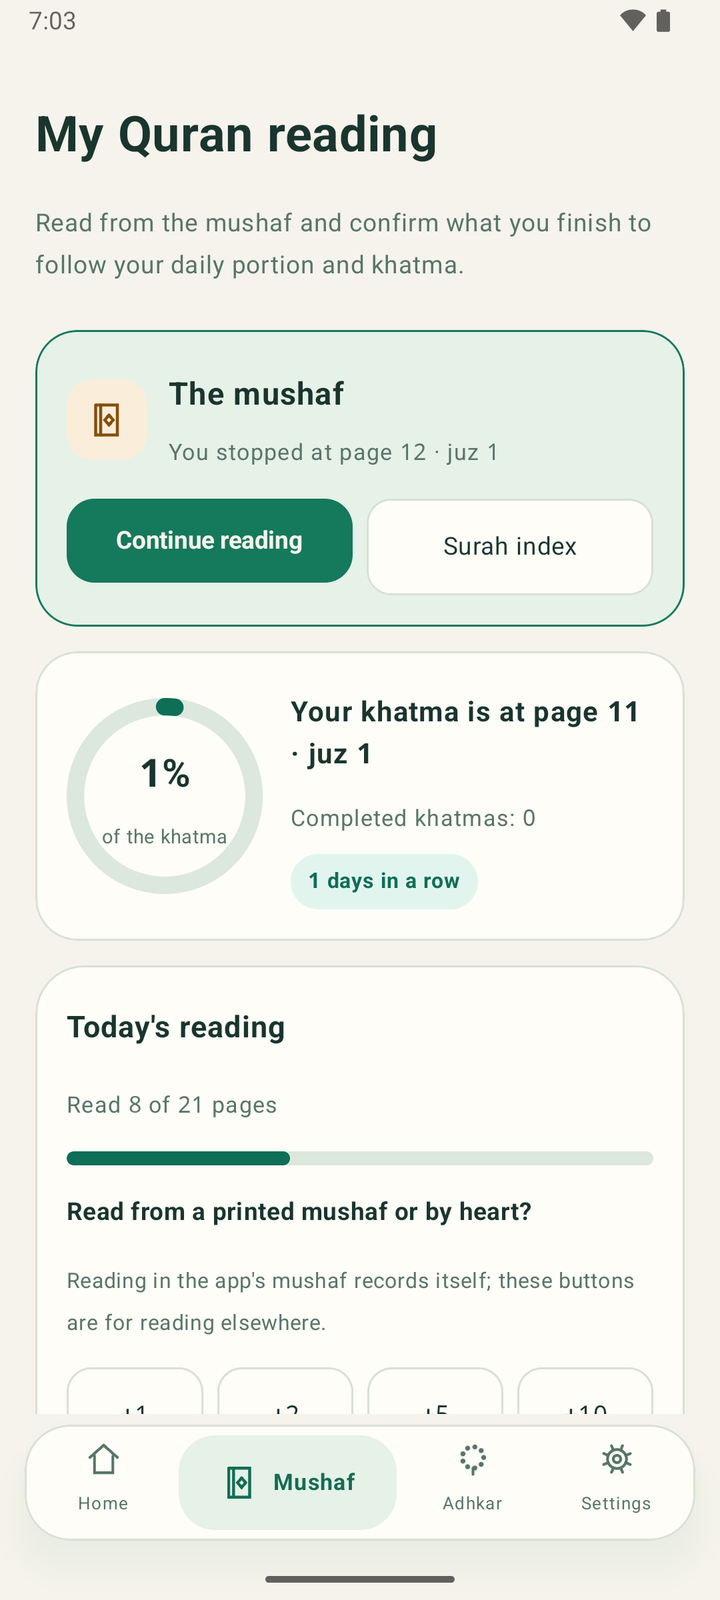 7:03
My Quran reading
Read from the mushaf and confirm what you finish to
follow your daily portion and khatma.
The mushaf
You stopped at page 12 · juz 1
Continue reading
Surah index
1%
of the khatma
Your khatma is at page 11
· juz 1
Completed khatmas: 0
1 days in a row
Today's reading
Read 8 of 21 pages
Read from a printed mushaf or by heart?
Reading in the app's mushaf records itself; these buttons
are for reading elsewhere.
+1
+2
+5
+10
Home
Mushaf
Adhkar
Settings